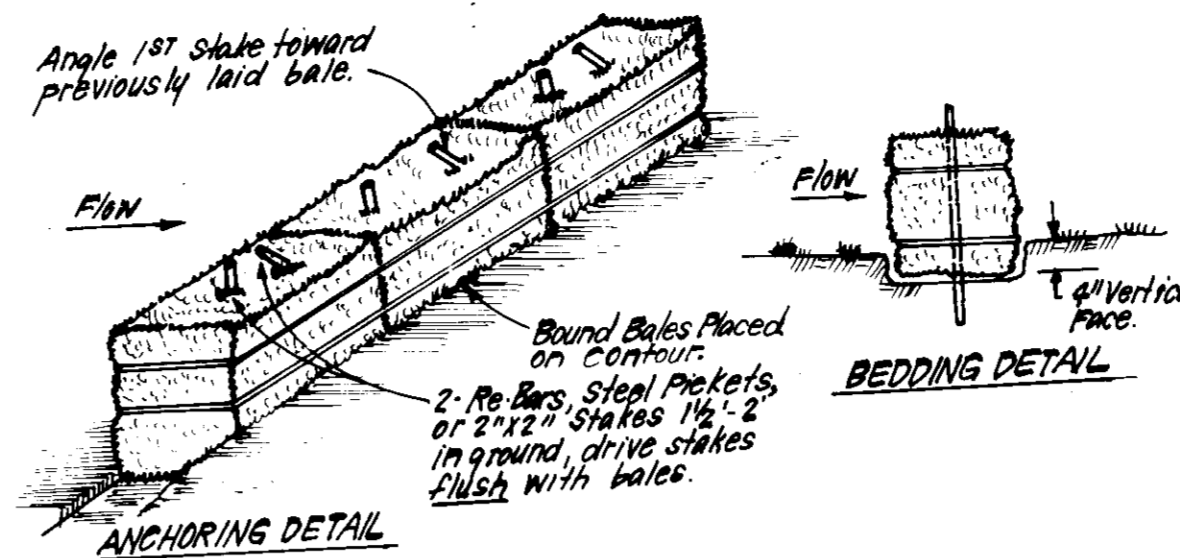 Angle 1ST stake toward
previously laid bale.
Flow
Bound Bales Placed
on contour.
2-Re-Bars, Steel Pickets,
or 2"x2" Stakes 1½'-2'
in ground, drive stakes
flush with bales.
ANCHORING DETAIL
Flow
4" Vertic
Face.
BEDDING DETAIL